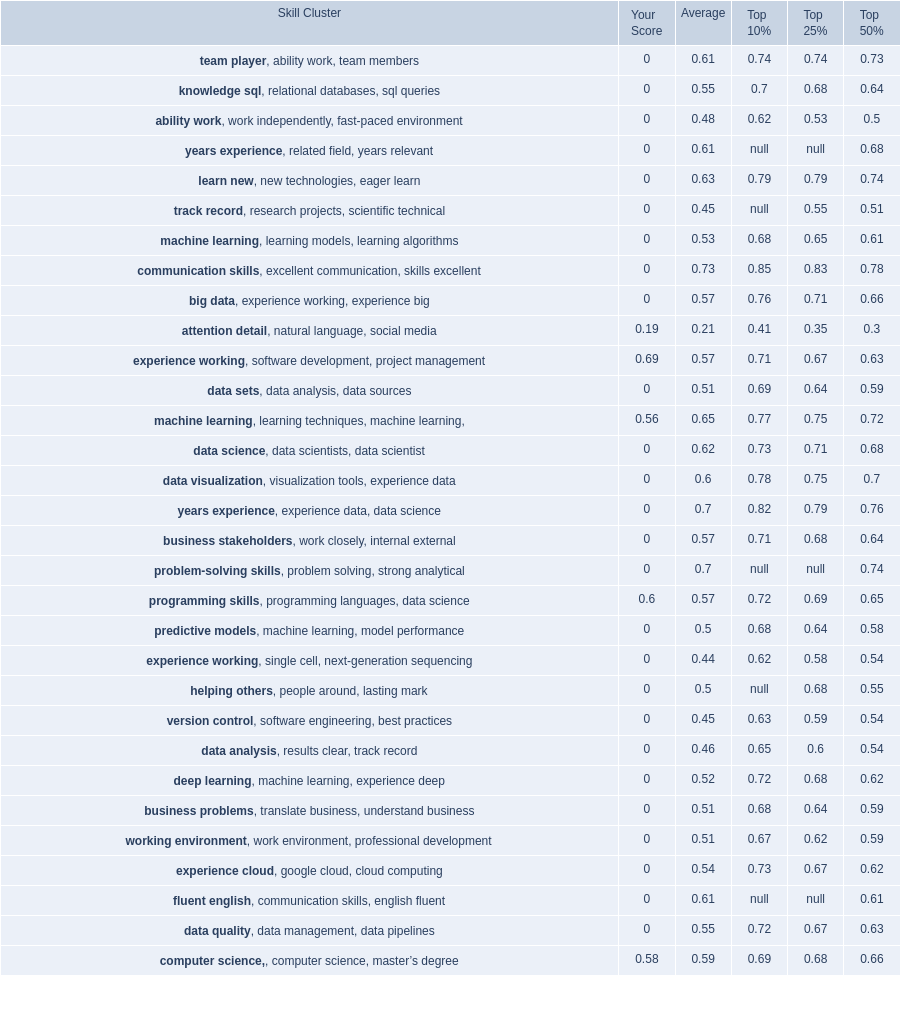 Skill Cluster Your Score Average Top 10% Top 25% Top 50%
team player, ability work, team members 0 0.61 0.74 0.74 0.73
knowledge sql, relational databases, sql queries 0 0.55 0.7 0.68 0.64
ability work, work independently, fast-paced environment 0 0.48 0.62 0.53 0.5
years experience, related field, years relevant 0 0.61 null null 0.68
learn new, new technologies, eager learn 0 0.63 0.79 0.79 0.74
track record, research projects, scientific technical 0 0.45 null 0.55 0.51
machine learning, learning models, learning algorithms 0 0.53 0.68 0.65 0.61
communication skills, excellent communication, skills excellent 0 0.73 0.85 0.83 0.78
big data, experience working, experience big 0 0.57 0.76 0.71 0.66
attention detail, natural language, social media 0.19 0.21 0.41 0.35 0.3
experience working, software development, project management 0.69 0.57 0.71 0.67 0.63
data sets, data analysis, data sources 0 0.51 0.69 0.64 0.59
machine learning, learning techniques, machine learning, 0.56 0.65 0.77 0.75 0.72
data science, data scientists, data scientist 0 0.62 0.73 0.71 0.68
data visualization, visualization tools, experience data 0 0.6 0.78 0.75 0.7
years experience, experience data, data science 0 0.7 0.82 0.79 0.76
business stakeholders, work closely, internal external 0 0.57 0.71 0.68 0.64
problem-solving skills, problem solving, strong analytical 0 0.7 null null 0.74
programming skills, programming languages, data science 0.6 0.57 0.72 0.69 0.65
predictive models, machine learning, model performance 0 0.5 0.68 0.64 0.58
experience working, single cell, next-generation sequencing 0 0.44 0.62 0.58 0.54
helping others, people around, lasting mark 0 0.5 null 0.68 0.55
version control, software engineering, best practices 0 0.45 0.63 0.59 0.54
data analysis, results clear, track record 0 0.46 0.65 0.6 0.54
deep learning, machine learning, experience deep 0 0.52 0.72 0.68 0.62
business problems, translate business, understand business 0 0.51 0.68 0.64 0.59
working environment, work environment, professional development 0 0.51 0.67 0.62 0.59
experience cloud, google cloud, cloud computing 0 0.54 0.73 0.67 0.62
fluent english, communication skills, english fluent 0 0.61 null null 0.61
data quality, data management, data pipelines 0 0.55 0.72 0.67 0.63
computer science,, computer science, master's degree 0.58 0.59 0.69 0.68 0.66